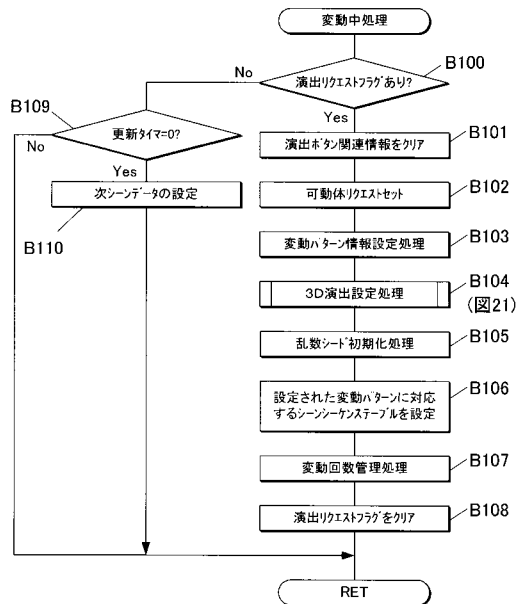 変動中処理
B100
演出リクエストフラグあり?
No
Yes
B109
更新タイマ=0?
No
Yes
B101
演出ボタン関連情報をクリア
次シーンデータの設定
B110
B102
可動体リクエストセット
B103
変動パターン情報設定処理
B104
(図21)
3D演出設定処理
B105
乱数シード初期化処理
B106
設定された変動パターンに対応
するシーンシーケンステーブルを設定
B107
変動回数管理処理
B108
演出リクエストフラグをクリア
RET